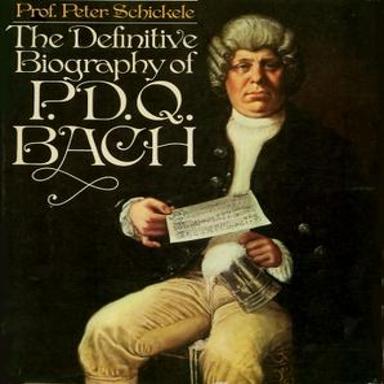 Prof. Peter Schickele
The Definitive
Biography of
P.D.Q.
BACH